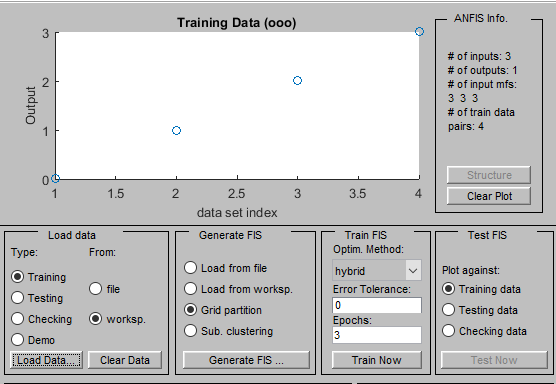 Training Data (ooo)
3
2
1
0
Output
1
1.5
2
2.5
3
3.5
4
data set index
ANFIS Info.
# of inputs: 3
# of outputs: 1
# of input mfs:
3 3 3
# of train data
pairs: 4
Structure
Clear Plot
Load data
Type:
From:
Training
Testing
Checking
Demo
file
worksp.
Load Data...
Clear Data
Generate FIS
Load from file
Load from worksp.
Grid partition
Sub. clustering
Generate FIS ...
Train FIS
Optim. Method:
hybrid
Error Tolerance:
0
Epochs:
3
Train Now
Test FIS
Plot against:
Training data
Testing data
Checking data
Test Now